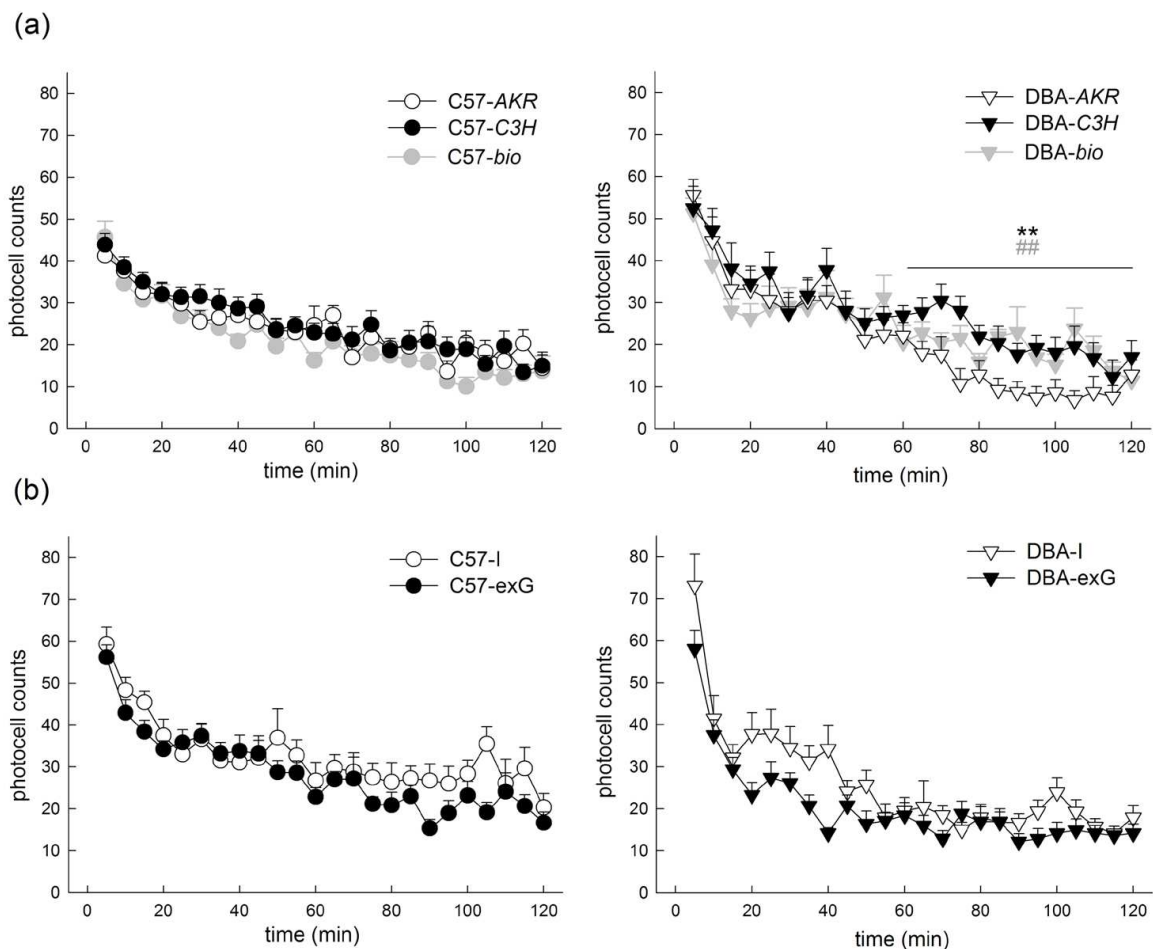 (a)
80
70
60
50
40
30
20
10
0
photocell counts
C57-AKR
C57-C3H
C57-bio
0 20 40 60 80 100 120
time (min)
80
70
60
50
40
30
20
10
0
photocell counts
DBA-AKR
DBA-C3H
DBA-bio
**
##
0 20 40 60 80 100 120
time (min)
(b)
80
70
60
50
40
30
20
10
0
photocell counts
C57-I
C57-exG
0 20 40 60 80 100 120
time (min)
80
70
60
50
40
30
20
10
0
photocell counts
DBA-I
DBA-exG
0 20 40 60 80 100 120
time (min)